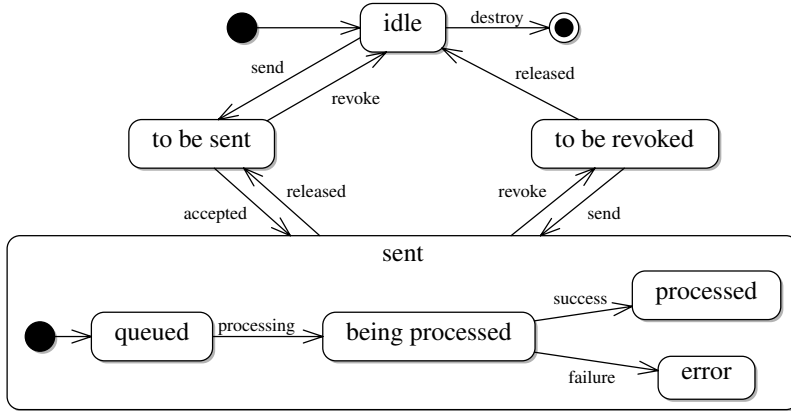 idle
destroy
send
revoke
released
to be sent
to be revoked
accepted
released
revoke
send
sent
queued
processing
being processed
success
processed
failure
error